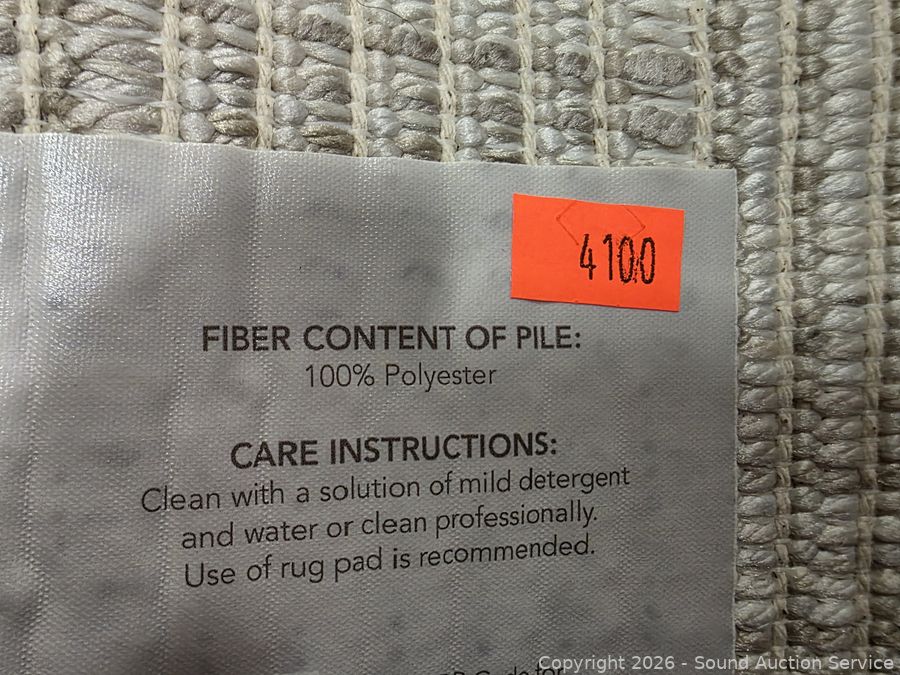 4100
FIBER CONTENT OF PILE:
100% Polyester
CARE INSTRUCTIONS:
Clean with a solution of mild detergent
and water or clean professionally.
Use of rug pad is recommended.
Copyright 2026 - Sound Auction Service